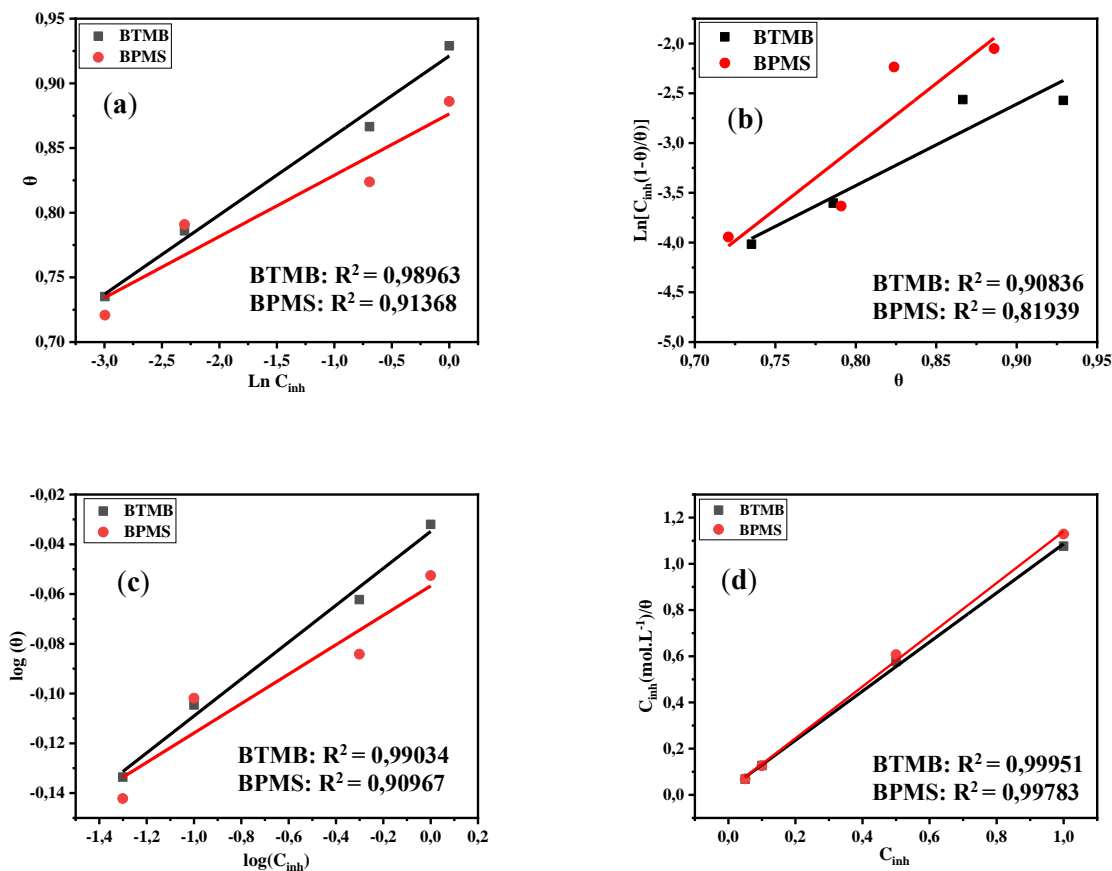 BTMB
BPMS
(a)
0,95
0,90
0,85
0,80
0,75
0,70
θ
BTMB: R² = 0,98963
BPMS: R² = 0,91368
-3,0 -2,5 -2,0 -1,5 -1,0 -0,5 0,0
Ln Cinh
BTMB
BPMS
(b)
-2,0
-2,5
-3,0
-3,5
-4,0
-4,5
-5,0
Ln[Cinh(1-θ)/θ)]
BTMB: R² = 0,90836
BPMS: R² = 0,81939
0,70 0,75 0,80 0,85 0,90 0,95
θ
BTMB
BPMS
(c)
-0,02
-0,04
-0,06
-0,08
-0,10
-0,12
-0,14
log (θ)
BTMB: R² = 0,99034
BPMS: R² = 0,90967
-1,4 -1,2 -1,0 -0,8 -0,6 -0,4 -0,2 0,0 0,2
log(Cinh)
BTMB
BPMS
(d)
1,2
1,0
0,8
0,6
0,4
0,2
0,0
Cinh(mol.L⁻¹)/θ
BTMB: R² = 0,99951
BPMS: R² = 0,99783
0,0 0,2 0,4 0,6 0,8 1,0
Cinh